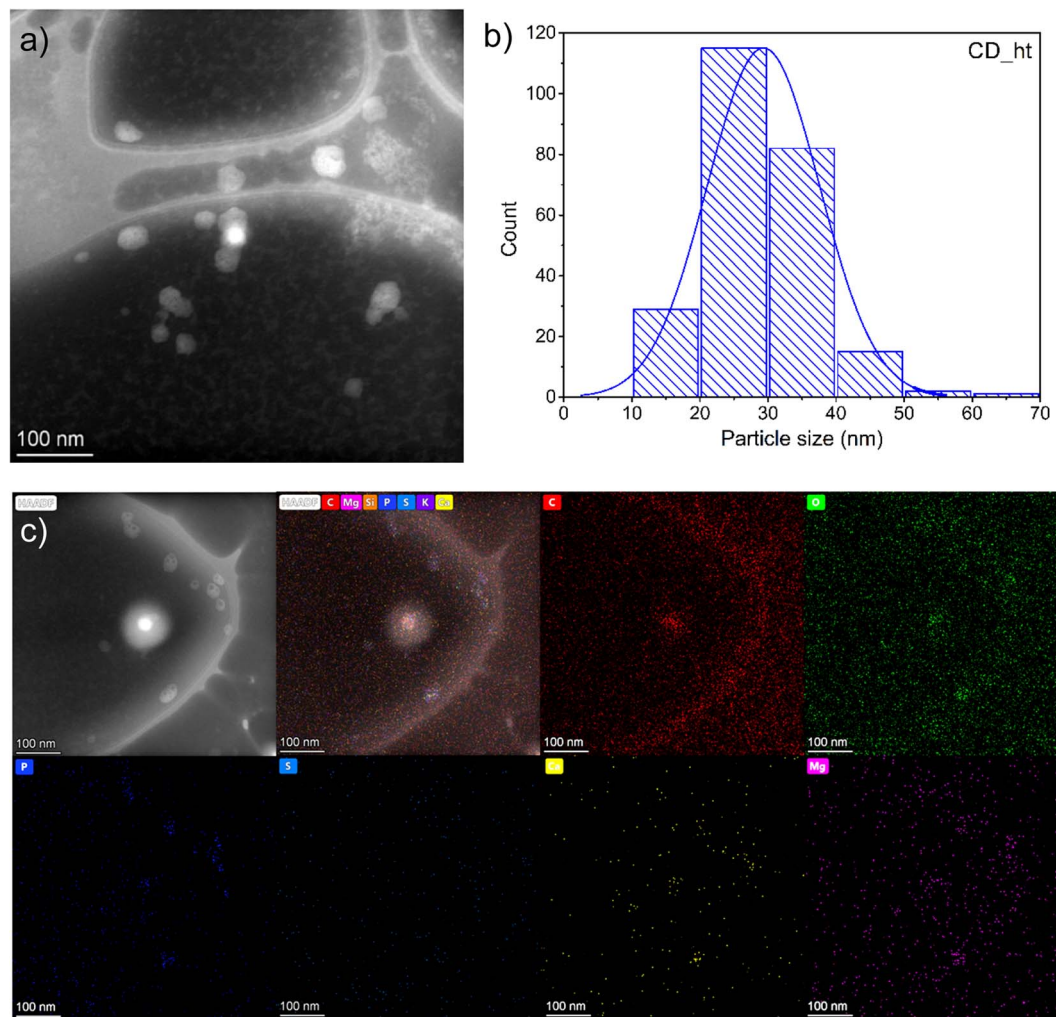 a)
100 nm
b)
CD_ht
120
100
80
60
40
20
0
Count
0 10 20 30 40 50 60 70
Particle size (nm)
c)
HAADF
100 nm
HAADF C Mg Si P S K Ca
100 nm
C
100 nm
O
100 nm
P
100 nm
S
100 nm
Ca
100 nm
Mg
100 nm